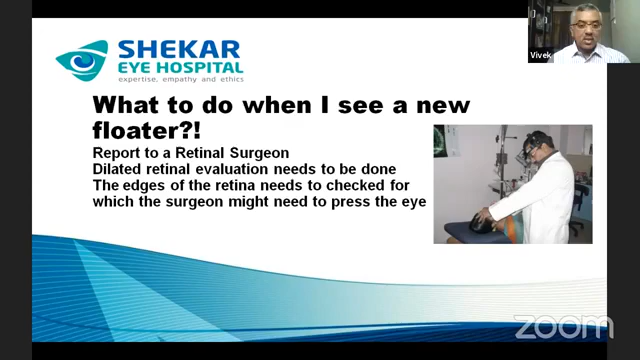 SHEKAR
EYE HOSPITAL
expertise, empathy and ethics
Vivek
What to do when I see a new
floater?!
Report to a Retinal Surgeon
Dilated retinal evaluation needs to be done
The edges of the retina needs to checked for
which the surgeon might need to press the eye
zoom